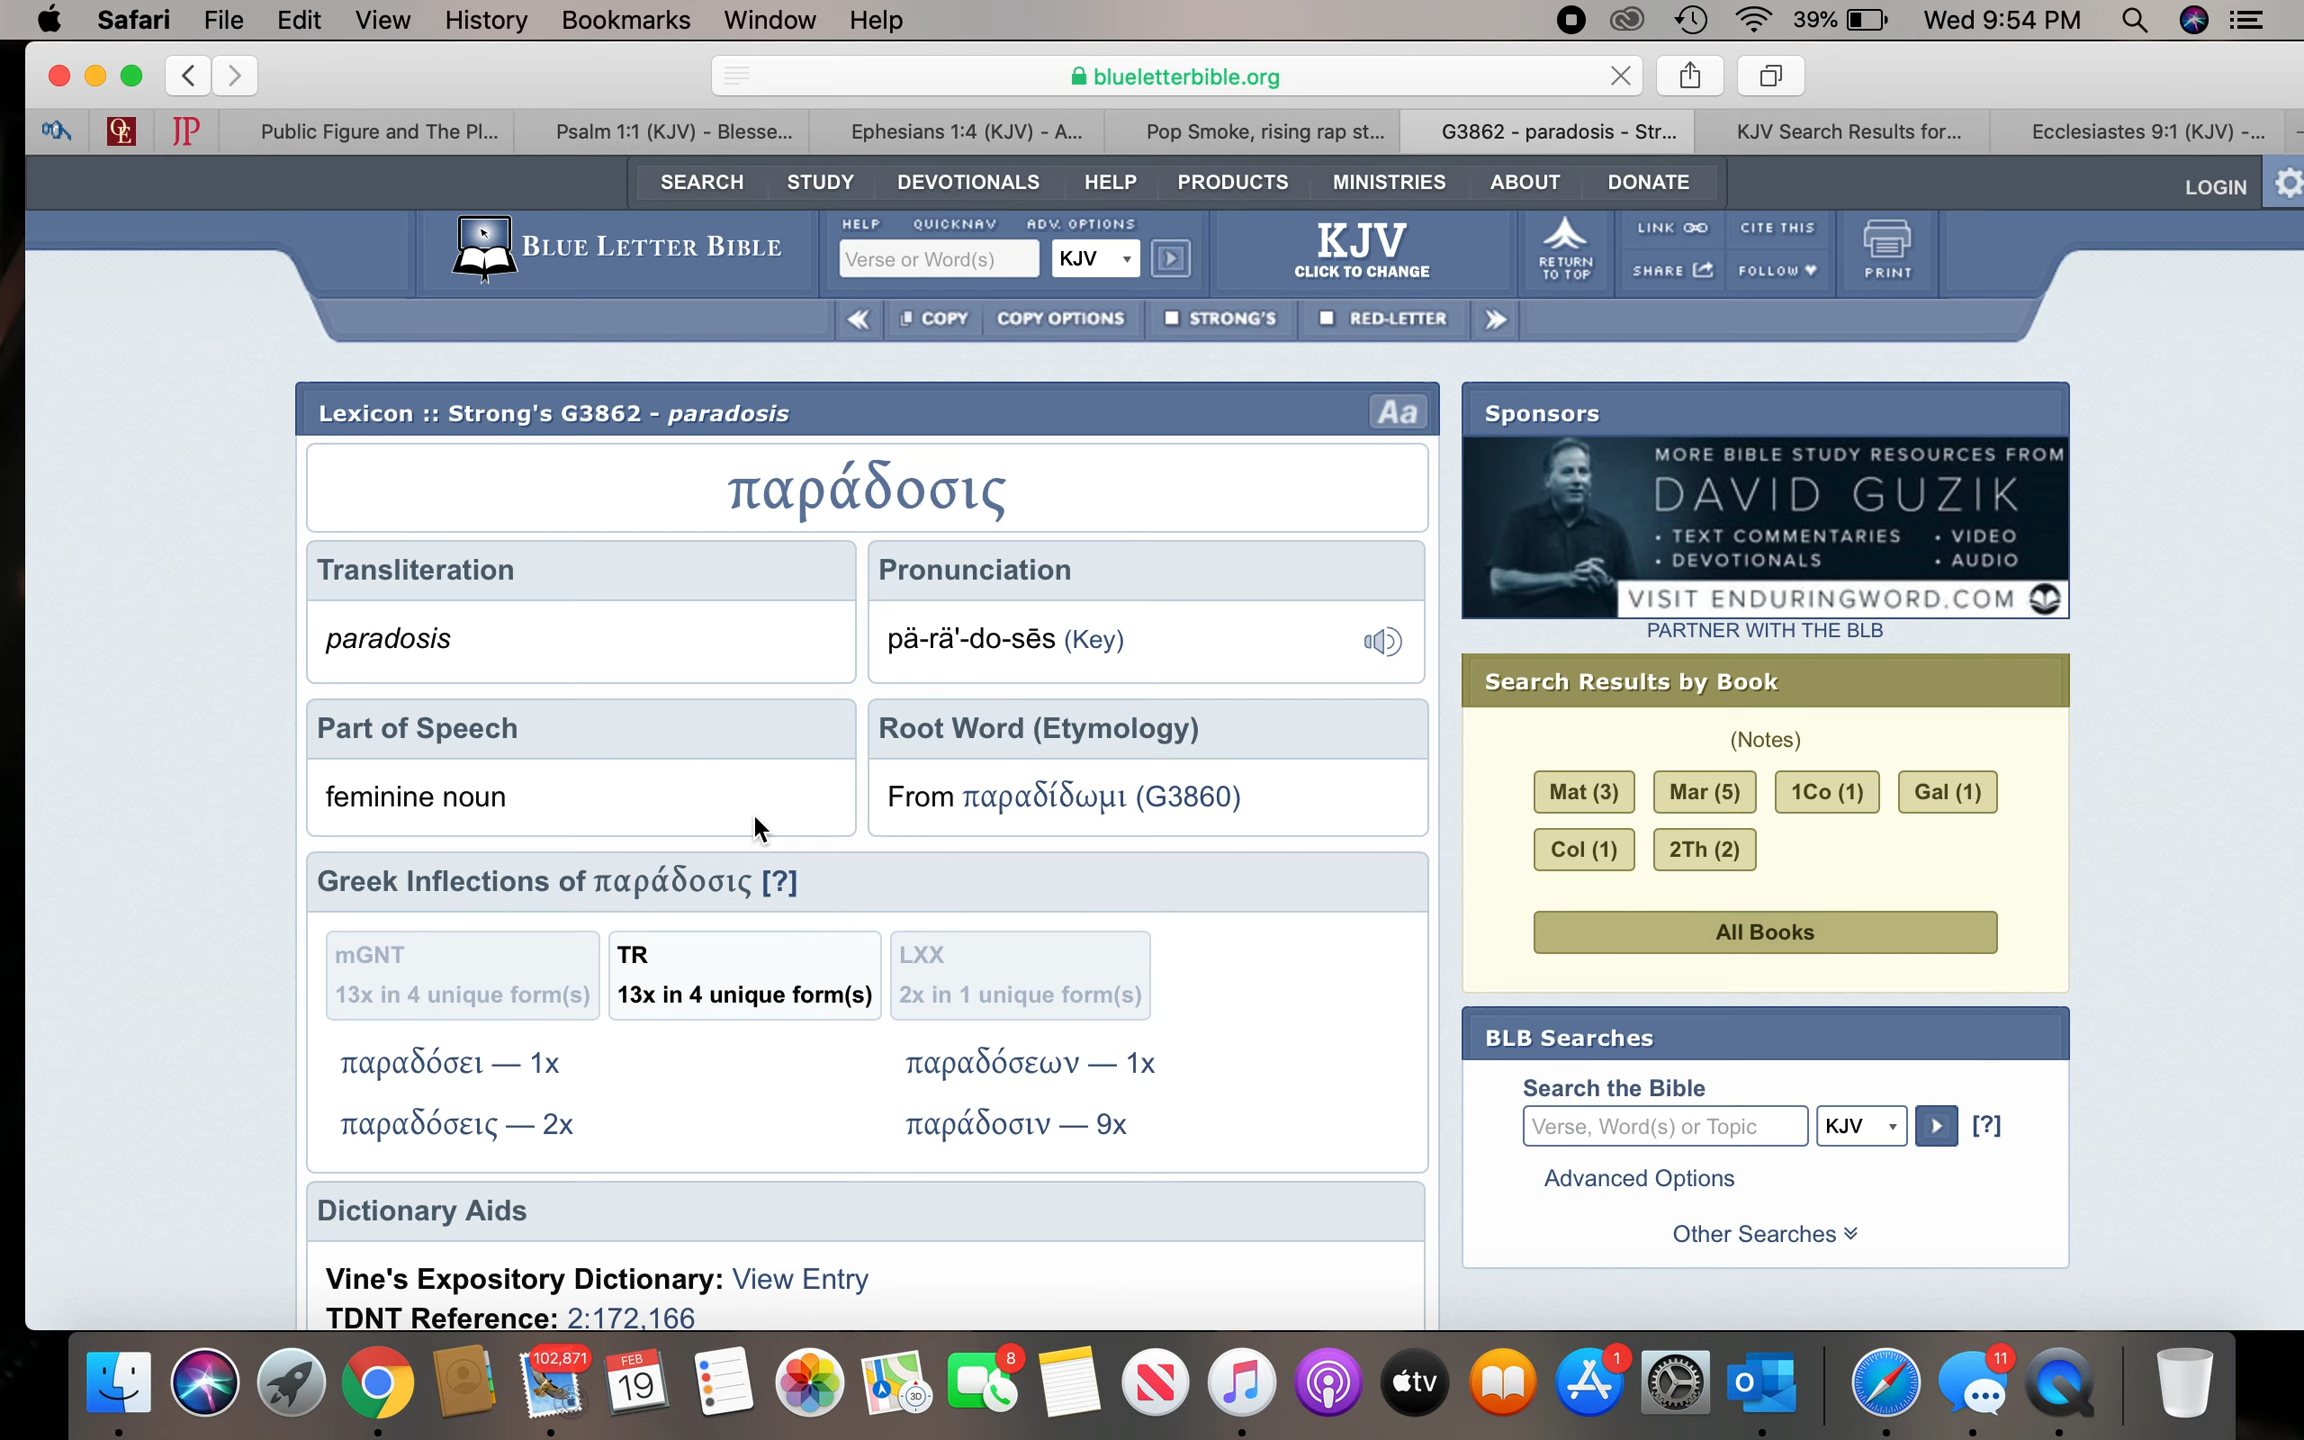 Safari File Edit View History Bookmarks Window Help 39% Wed 9:54 PM
blueletterbible.org
OE JP Public Figure and The Pl... Psalm 1:1 (KJV) - Blesse... Ephesians 1:4 (KJV) - A... Pop Smoke, rising rap st... G3862 - paradosis - Str... KJV Search Results for... Ecclesiastes 9:1 (KJV) -...
SEARCH STUDY DEVOTIONALS HELP PRODUCTS MINISTRIES ABOUT DONATE LOGIN
HELP QUICKNAV ADV. OPTIONS
BLUE LETTER BIBLE
Verse or Word(s) KJV
KJV
CLICK TO CHANGE
RETURN
TO TOP
LINK CITE THIS
SHARE FOLLOW
PRINT
COPY COPY OPTIONS STRONG'S RED-LETTER
Lexicon :: Strong's G3862 - paradosis Aa
παράδοσις
Transliteration Pronunciation
paradosis pä-rä'-do-sēs (Key)
Part of Speech Root Word (Etymology)
feminine noun From παραδίδωμι (G3860)
Greek Inflections of παράδοσις [?]
mGNT TR LXX
13x in 4 unique form(s) 13x in 4 unique form(s) 2x in 1 unique form(s)
παραδόσει — 1x παραδόσεων — 1x
παραδόσεις — 2x παράδοσιν — 9x
Dictionary Aids
Vine's Expository Dictionary: View Entry
TDNT Reference: 2:172,166
Sponsors
MORE BIBLE STUDY RESOURCES FROM
DAVID GUZIK
• TEXT COMMENTARIES • VIDEO
• DEVOTIONALS • AUDIO
VISIT ENDURINGWORD.COM
PARTNER WITH THE BLB
Search Results by Book
(Notes)
Mat (3) Mar (5) 1Co (1) Gal (1)
Col (1) 2Th (2)
All Books
BLB Searches
Search the Bible
Verse, Word(s) or Topic KJV [?]
Advanced Options
Other Searches
102,871 FEB 19 3D 8 tv 1 O 11